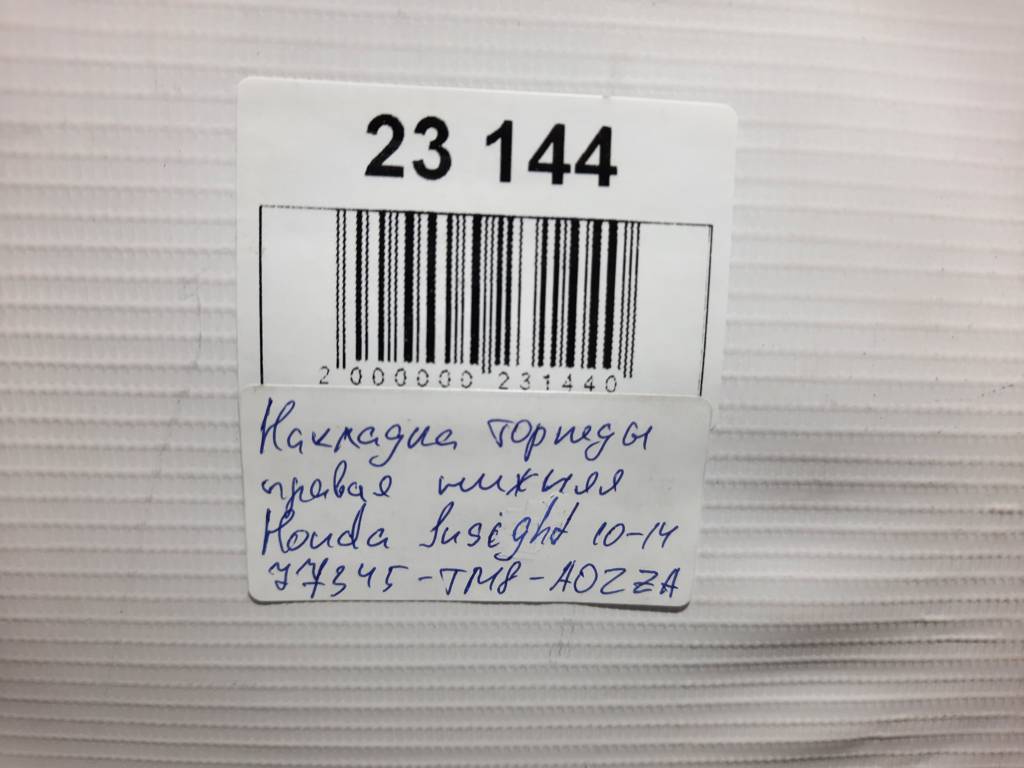 23 144
2 000000 231440
Накладка торпеды
правая нижняя
Honda Insight 10-14
77345-TM8-A02ZA